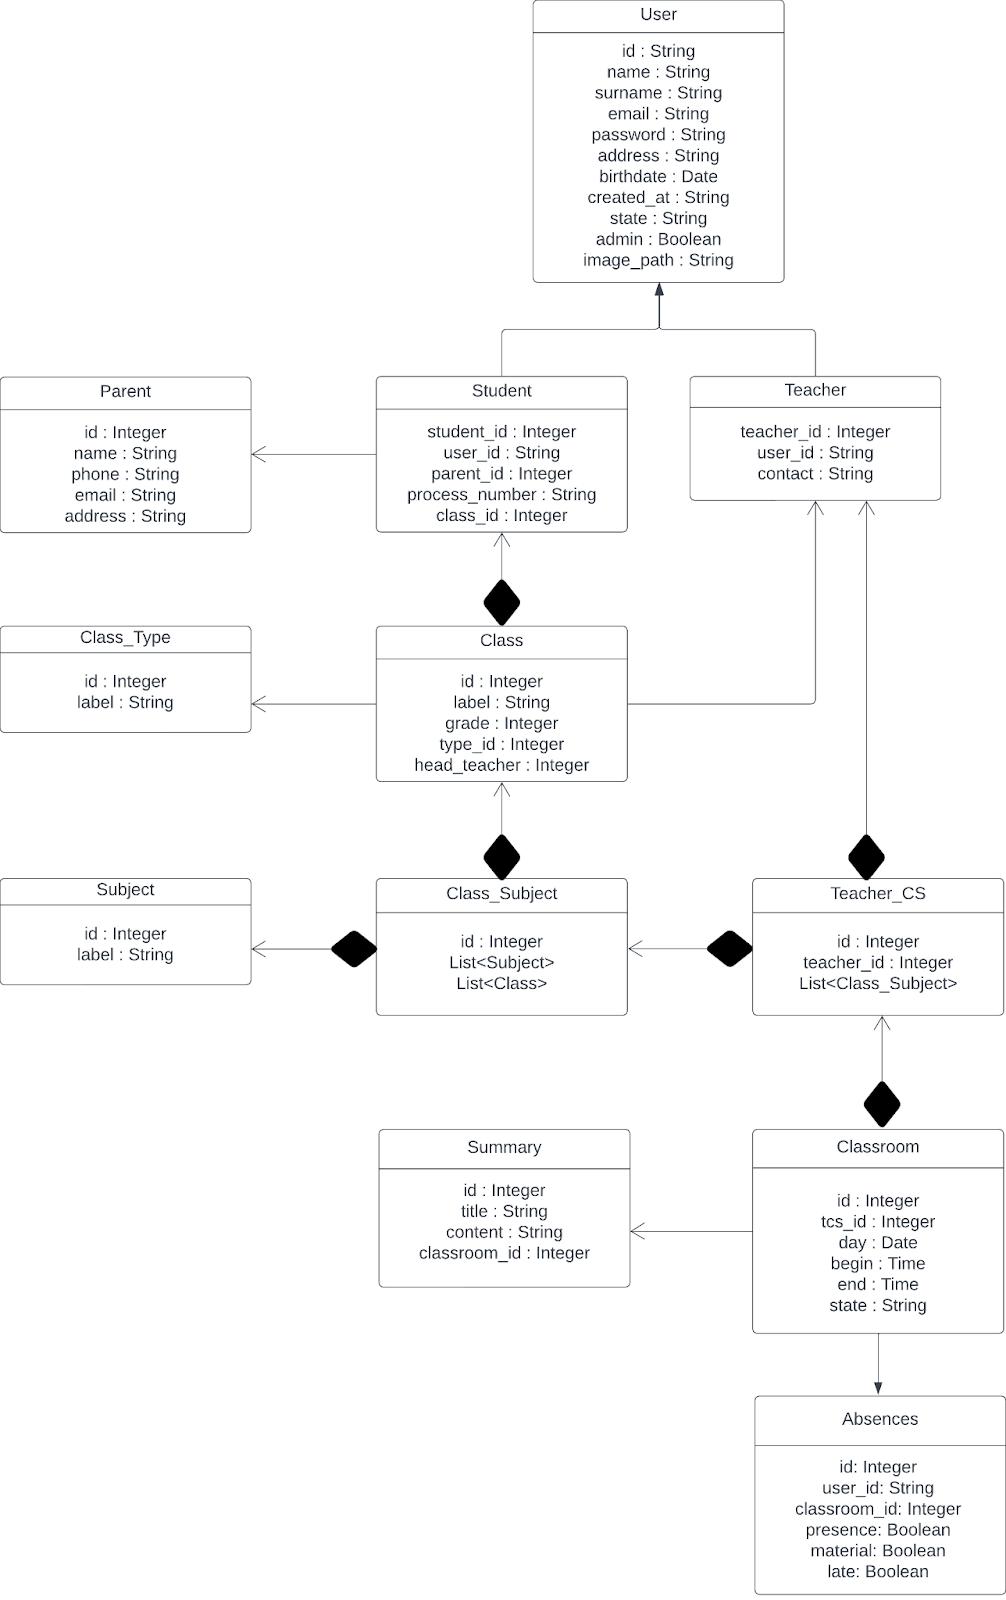 User
id : String
name : String
surname : String
email : String
password : String
address : String
birthdate : Date
created_at : String
state : String
admin : Boolean
image_path : String
Parent
id : Integer
name : String
phone : String
email : String
address : String
Student
student_id : Integer
user_id : String
parent_id : Integer
process_number : String
class_id : Integer
Teacher
teacher_id : Integer
user_id : String
contact : String
Class_Type
id : Integer
label : String
Class
id : Integer
label : String
grade : Integer
type_id : Integer
head_teacher : Integer
Subject
id : Integer
label : String
Class_Subject
id : Integer
List<Subject>
List<Class>
Teacher_CS
id : Integer
teacher_id : Integer
List<Class_Subject>
Summary
id : Integer
title : String
content : String
classroom_id : Integer
Classroom
id : Integer
tcs_id : Integer
day : Date
begin : Time
end : Time
state : String
Absences
id: Integer
user_id: String
classroom_id: Integer
presence: Boolean
material: Boolean
late: Boolean